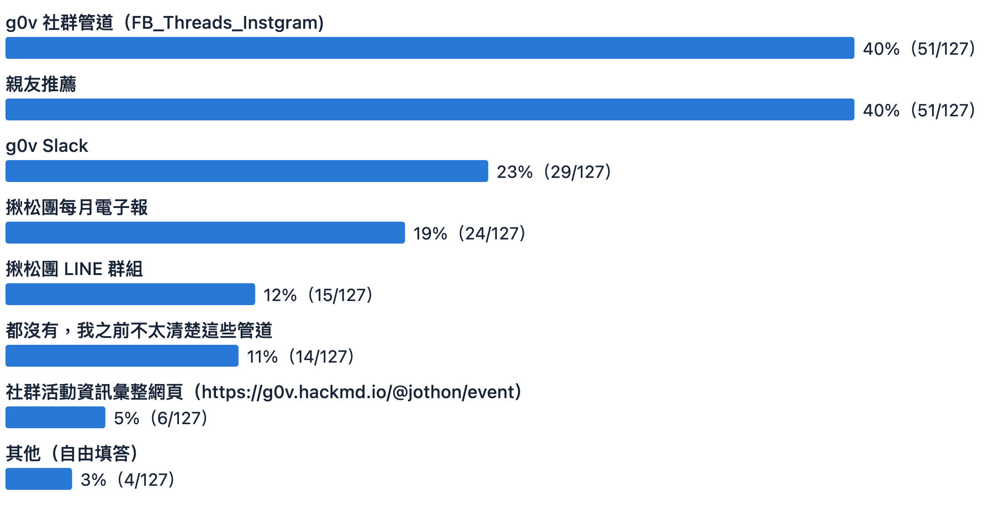 g0v 社群管道（FB_Threads_Instgram）
40%（51/127）
親友推薦
40%（51/127）
g0v Slack
23%（29/127）
揪松團每月電子報
19%（24/127）
揪松團 LINE 群組
12%（15/127）
都沒有，我之前不太清楚這些管道
11%（14/127）
社群活動資訊彙整網頁（https://g0v.hackmd.io/@jothon/event）
5%（6/127）
其他（自由填答）
3%（4/127）